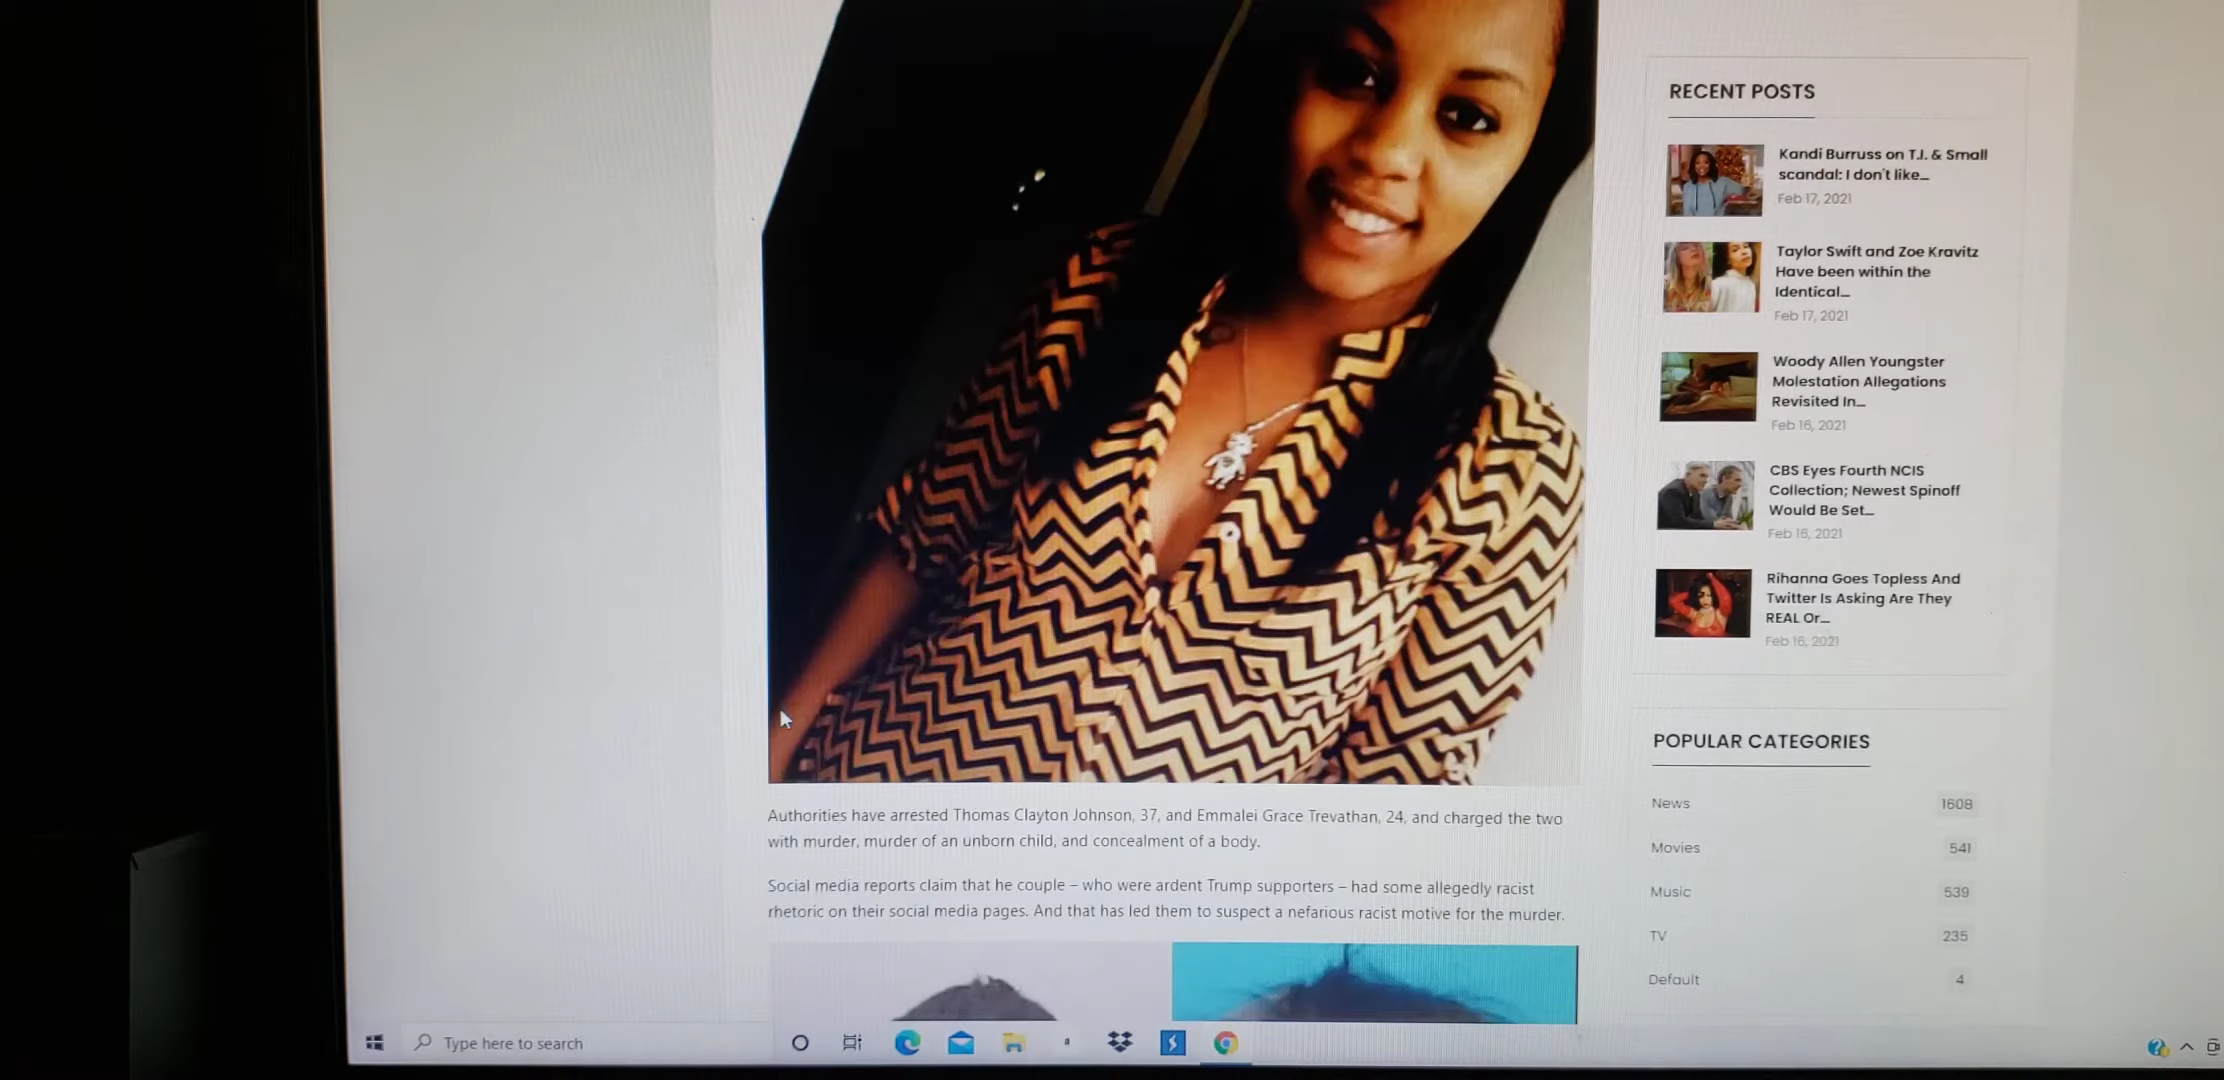 RECENT POSTS
Kandi Burruss on T.I. & Small
scandal: I don't like...
Feb 17, 2021
Taylor Swift and Zoe Kravitz
Have been within the
Identical...
Feb 17, 2021
Woody Allen Youngster
Molestation Allegations
Revisited In...
Feb 16, 2021
CBS Eyes Fourth NCIS
Collection; Newest Spinoff
Would Be Set...
Feb 16, 2021
Rihanna Goes Topless And
Twitter Is Asking Are They
REAL Or...
Feb 16, 2021
POPULAR CATEGORIES
News 1608
Movies 541
Music 539
TV 235
Default 4
Authorities have arrested Thomas Clayton Johnson, 37, and Emmalei Grace Trevathan, 24, and charged the two
with murder, murder of an unborn child, and concealment of a body.
Social media reports claim that he couple – who were ardent Trump supporters – had some allegedly racist
rhetoric on their social media pages. And that has led them to suspect a nefarious racist motive for the murder.
Type here to search